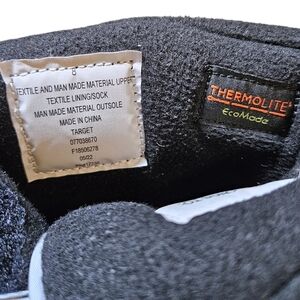 8
TEXTILE AND MAN MADE MATERIAL UPPER
TEXTILE LINING/SOCK
MAN MADE MATERIAL OUTSOLE
MADE IN CHINA
TARGET
077038670
F18506278
05/22
THERMOLITE
EcoMade